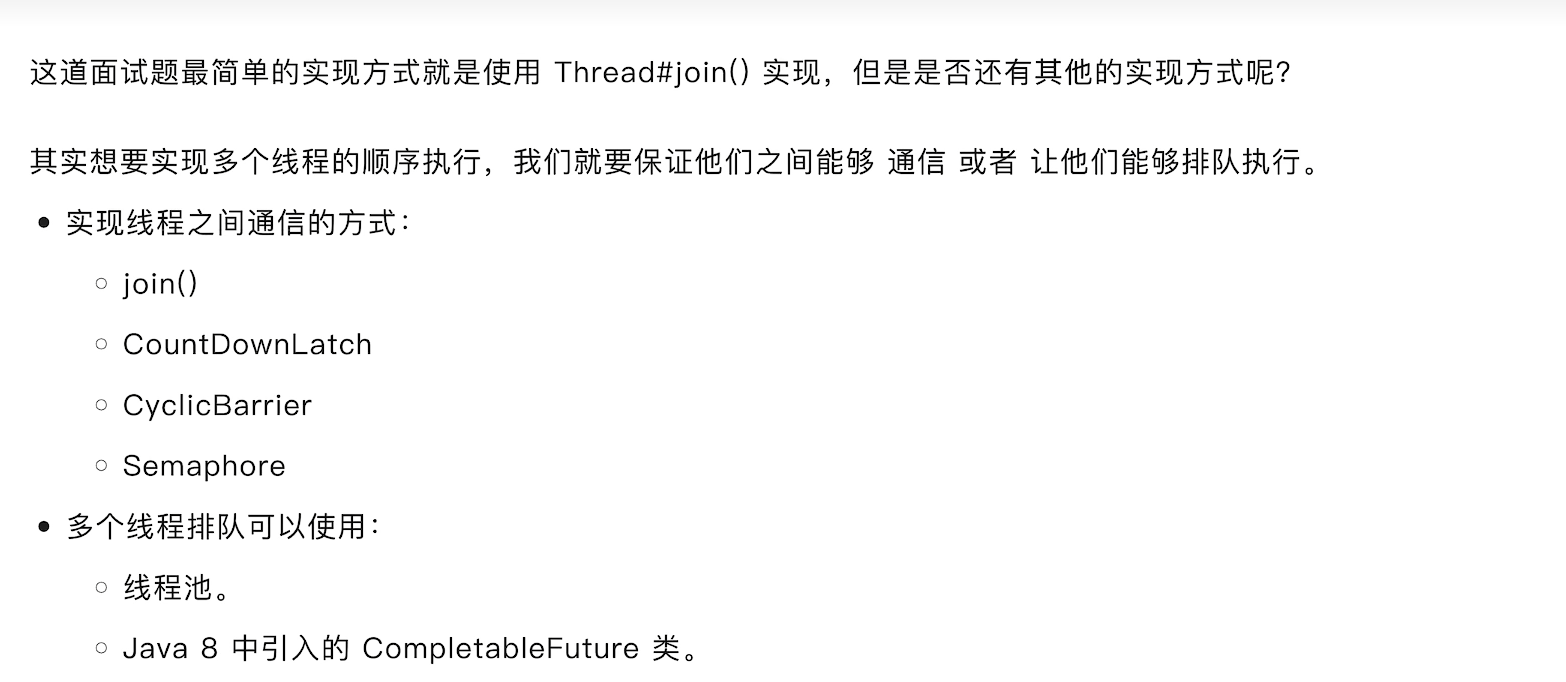 这道面试题最简单的实现方式就是使用 Thread#join() 实现，但是是否还有其他的实现方式呢？
其实想要实现多个线程的顺序执行，我们就要保证他们之间能够 通信 或者 让他们能够排队执行。
• 实现线程之间通信的方式：
○ join()
○ CountDownLatch
○ CyclicBarrier
○ Semaphore
• 多个线程排队可以使用：
○ 线程池。
○ Java 8 中引入的 CompletableFuture 类。